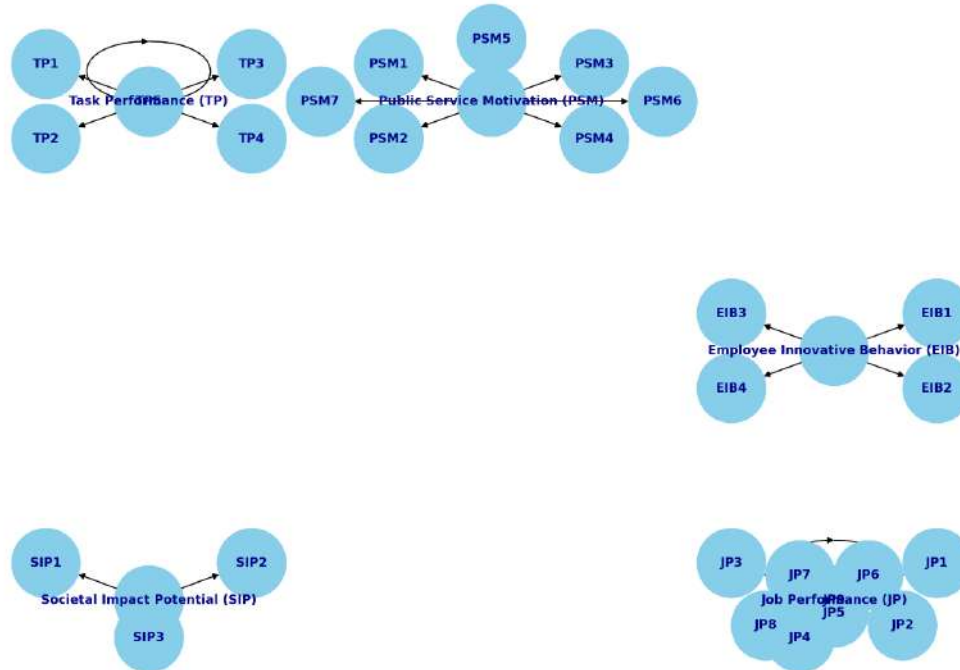 PSM5
TP1
TP3
PSM1
PSM3
Task Performance (TP)
PSM7
Public Service Motivation (PSM)
PSM6
TP2
TP4
PSM2
PSM4
EIB3
EIB1
Employee Innovative Behavior (EIB)
EIB4
EIB2
SIP1
SIP2
JP3
JP7
JP6
JP1
Societal Impact Potential (SIP)
Job Performance (JP)
JP5
JP8
JP2
SIP3
JP4